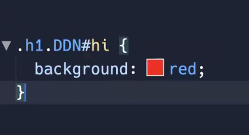 .h1.DDN#hi {
background: red;
}